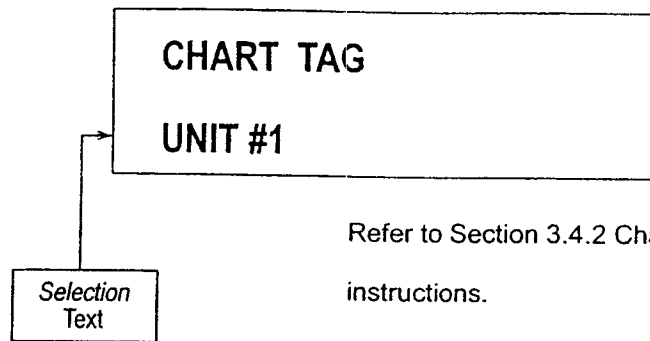 CHART TAG
UNIT #1
Refer to Section 3.4.2
instructions.
Selection
Text